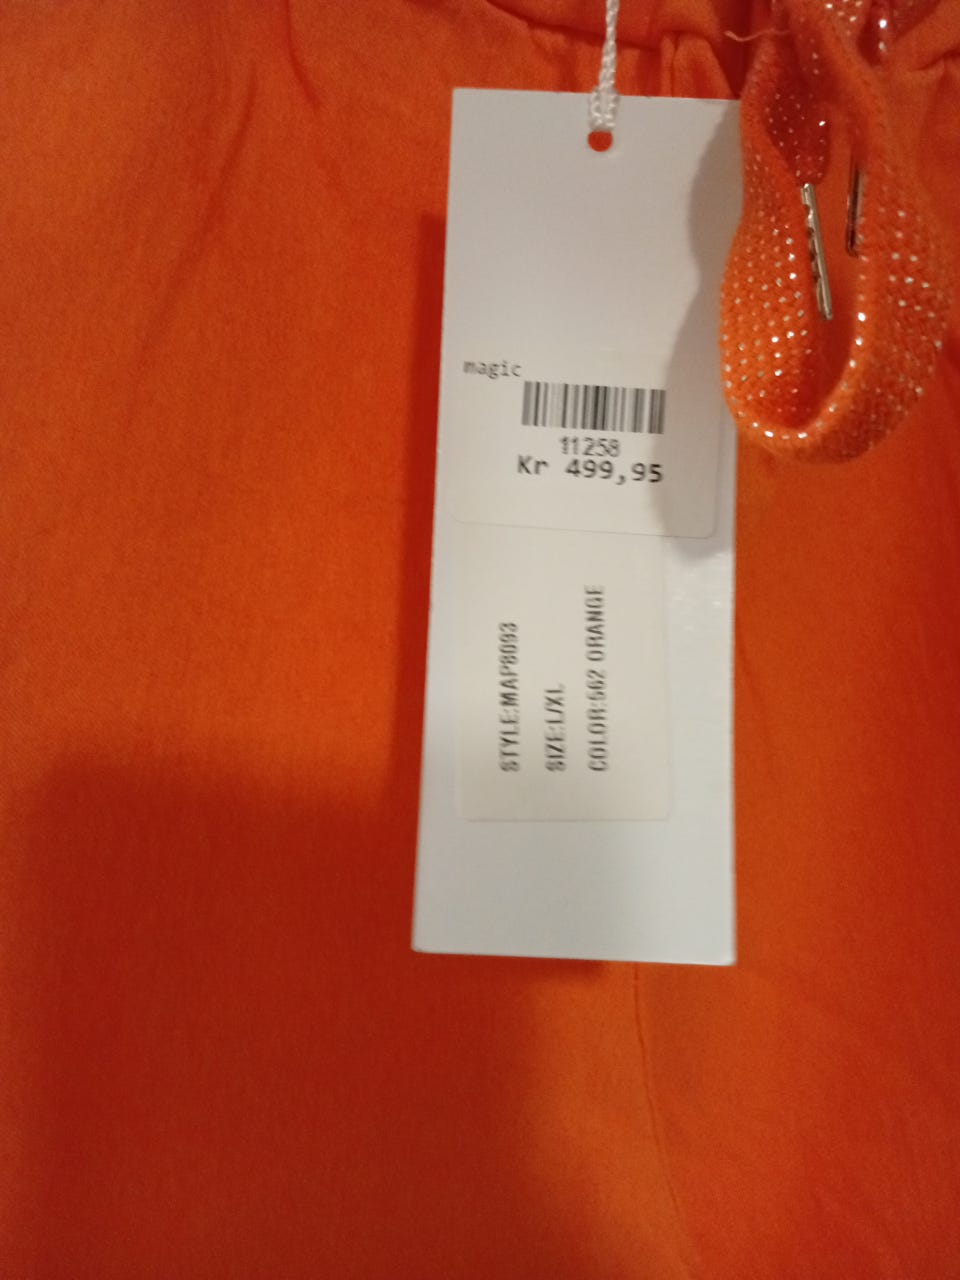 magic
11258
Kr 499,95
STYLE:MAP8093
SIZE:L/XL
COLOR:562 ORANGE